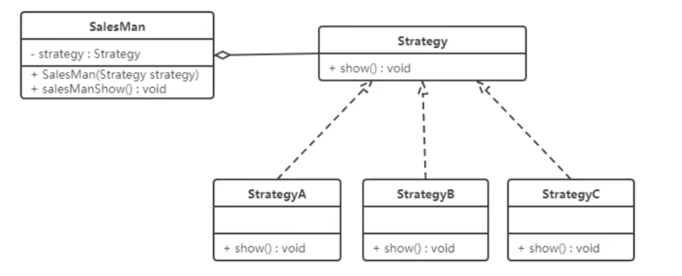 SalesMan
- strategy : Strategy
+ SalesMan(Strategy strategy)
+ salesManShow() : void
Strategy
+ show() : void
StrategyA
+ show() : void
StrategyB
+ show() : void
StrategyC
+ show() : void